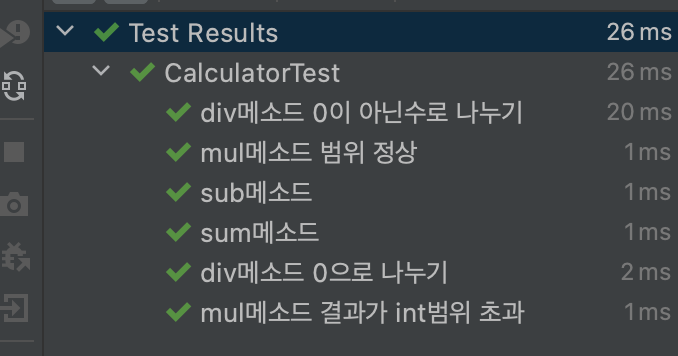 Test Results 26 ms
CalculatorTest 26 ms
div메소드 0이 아닌수로 나누기 20 ms
mul메소드 범위 정상 1 ms
sub메소드 1 ms
sum메소드 1 ms
div메소드 0으로 나누기 2 ms
mul메소드 결과가 int범위 초과 1 ms